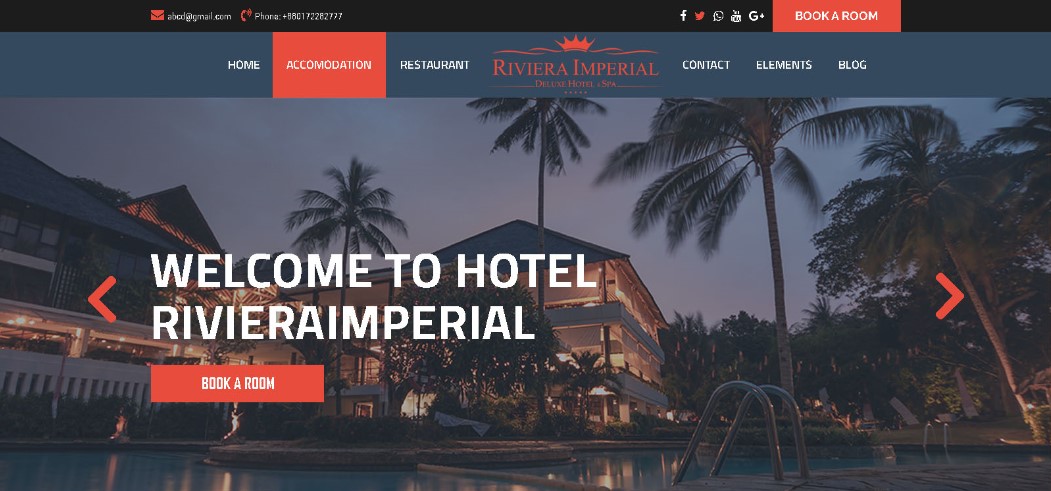 abcd@gmail.com Phone: +880172282777
BOOK A ROOM
HOME ACCOMODATION RESTAURANT
RIVIERA IMPERIAL
DELUXE HOTEL & SPA
CONTACT ELEMENTS BLOG
WELCOME TO HOTEL
RIVIERAIMPERIAL
BOOK A ROOM